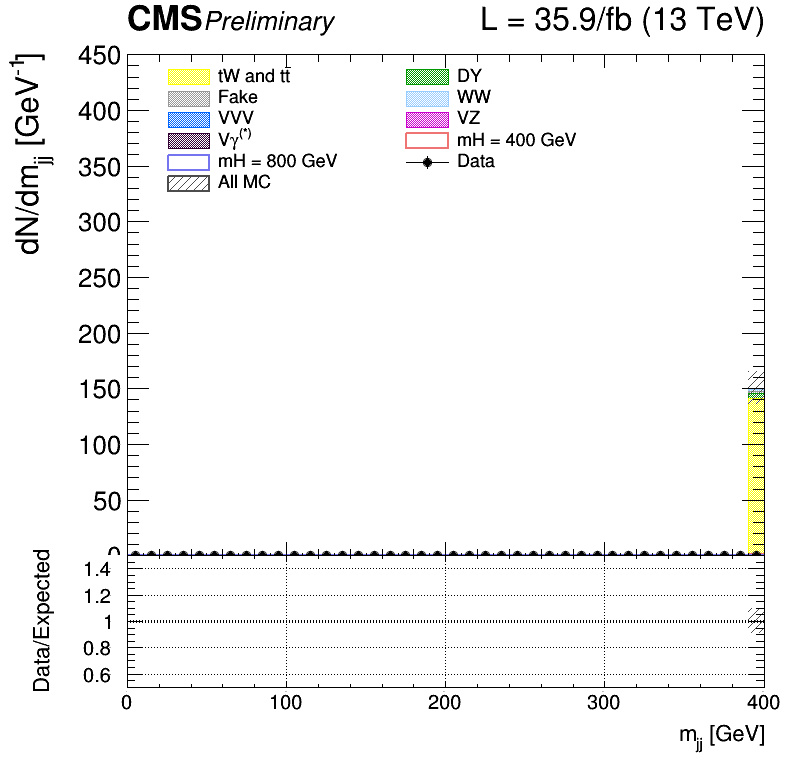 CMS Preliminary L = 35.9/fb (13 TeV)
dN/dm_jj [GeV^-1]
450
400
350
300
250
200
150
100
50
0
tW and tt̄
DY
Fake
WW
VVV
VZ
Vγ^(*)
mH = 400 GeV
mH = 800 GeV
Data
All MC
Data/Expected
1.4
1.2
1
0.8
0.6
0 100 200 300 400
m_jj [GeV]